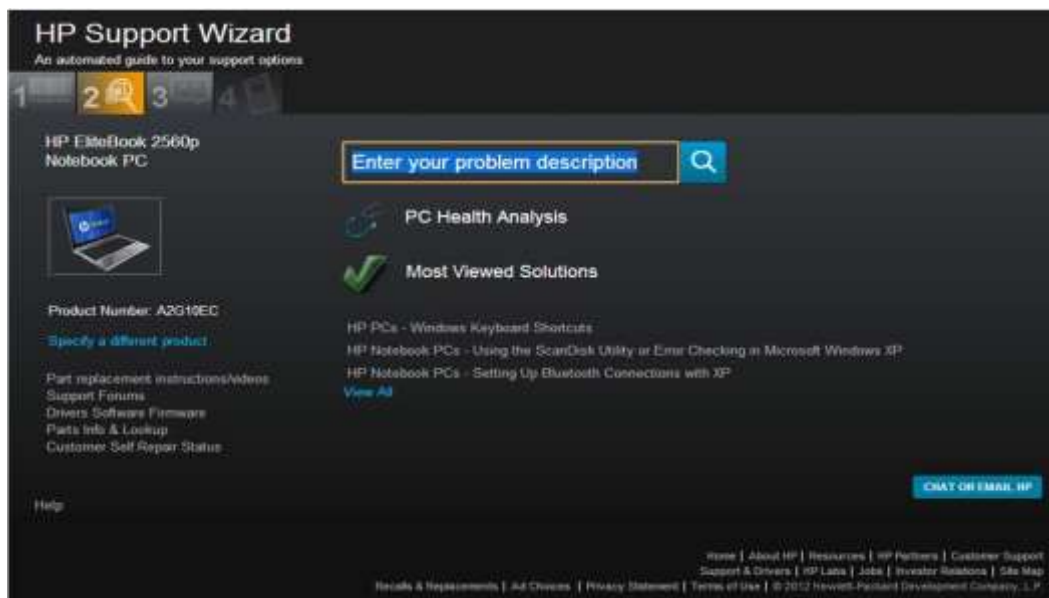 HP Support Wizard
An automated guide to your support options
1 2 3 4
HP EliteBook 2560p
Notebook PC
Enter your problem description
PC Health Analysis
Most Viewed Solutions
Product Number: A2G10EC
Specify a different product
HP PCs - Windows Keyboard Shortcuts
HP Notebook PCs - Using the ScanDisk Utility or Error Checking in Microsoft Windows XP
HP Notebook PCs - Setting Up Bluetooth Connections with XP
View All
Part replacement instructions/videos
Support Forums
Drivers Software Firmware
Parts Info & Lookup
Customer Self Repair Status
CHAT OR EMAIL HP
Help
Home | About HP | Resources | HP Partners | Customer Support
Support & Drivers | HP Labs | Jobs | Investor Relations | Site Map
Recalls & Replacements | Ad Choices | Privacy Statement | Terms of Use | © 2012 Hewlett-Packard Development Company, L.P.